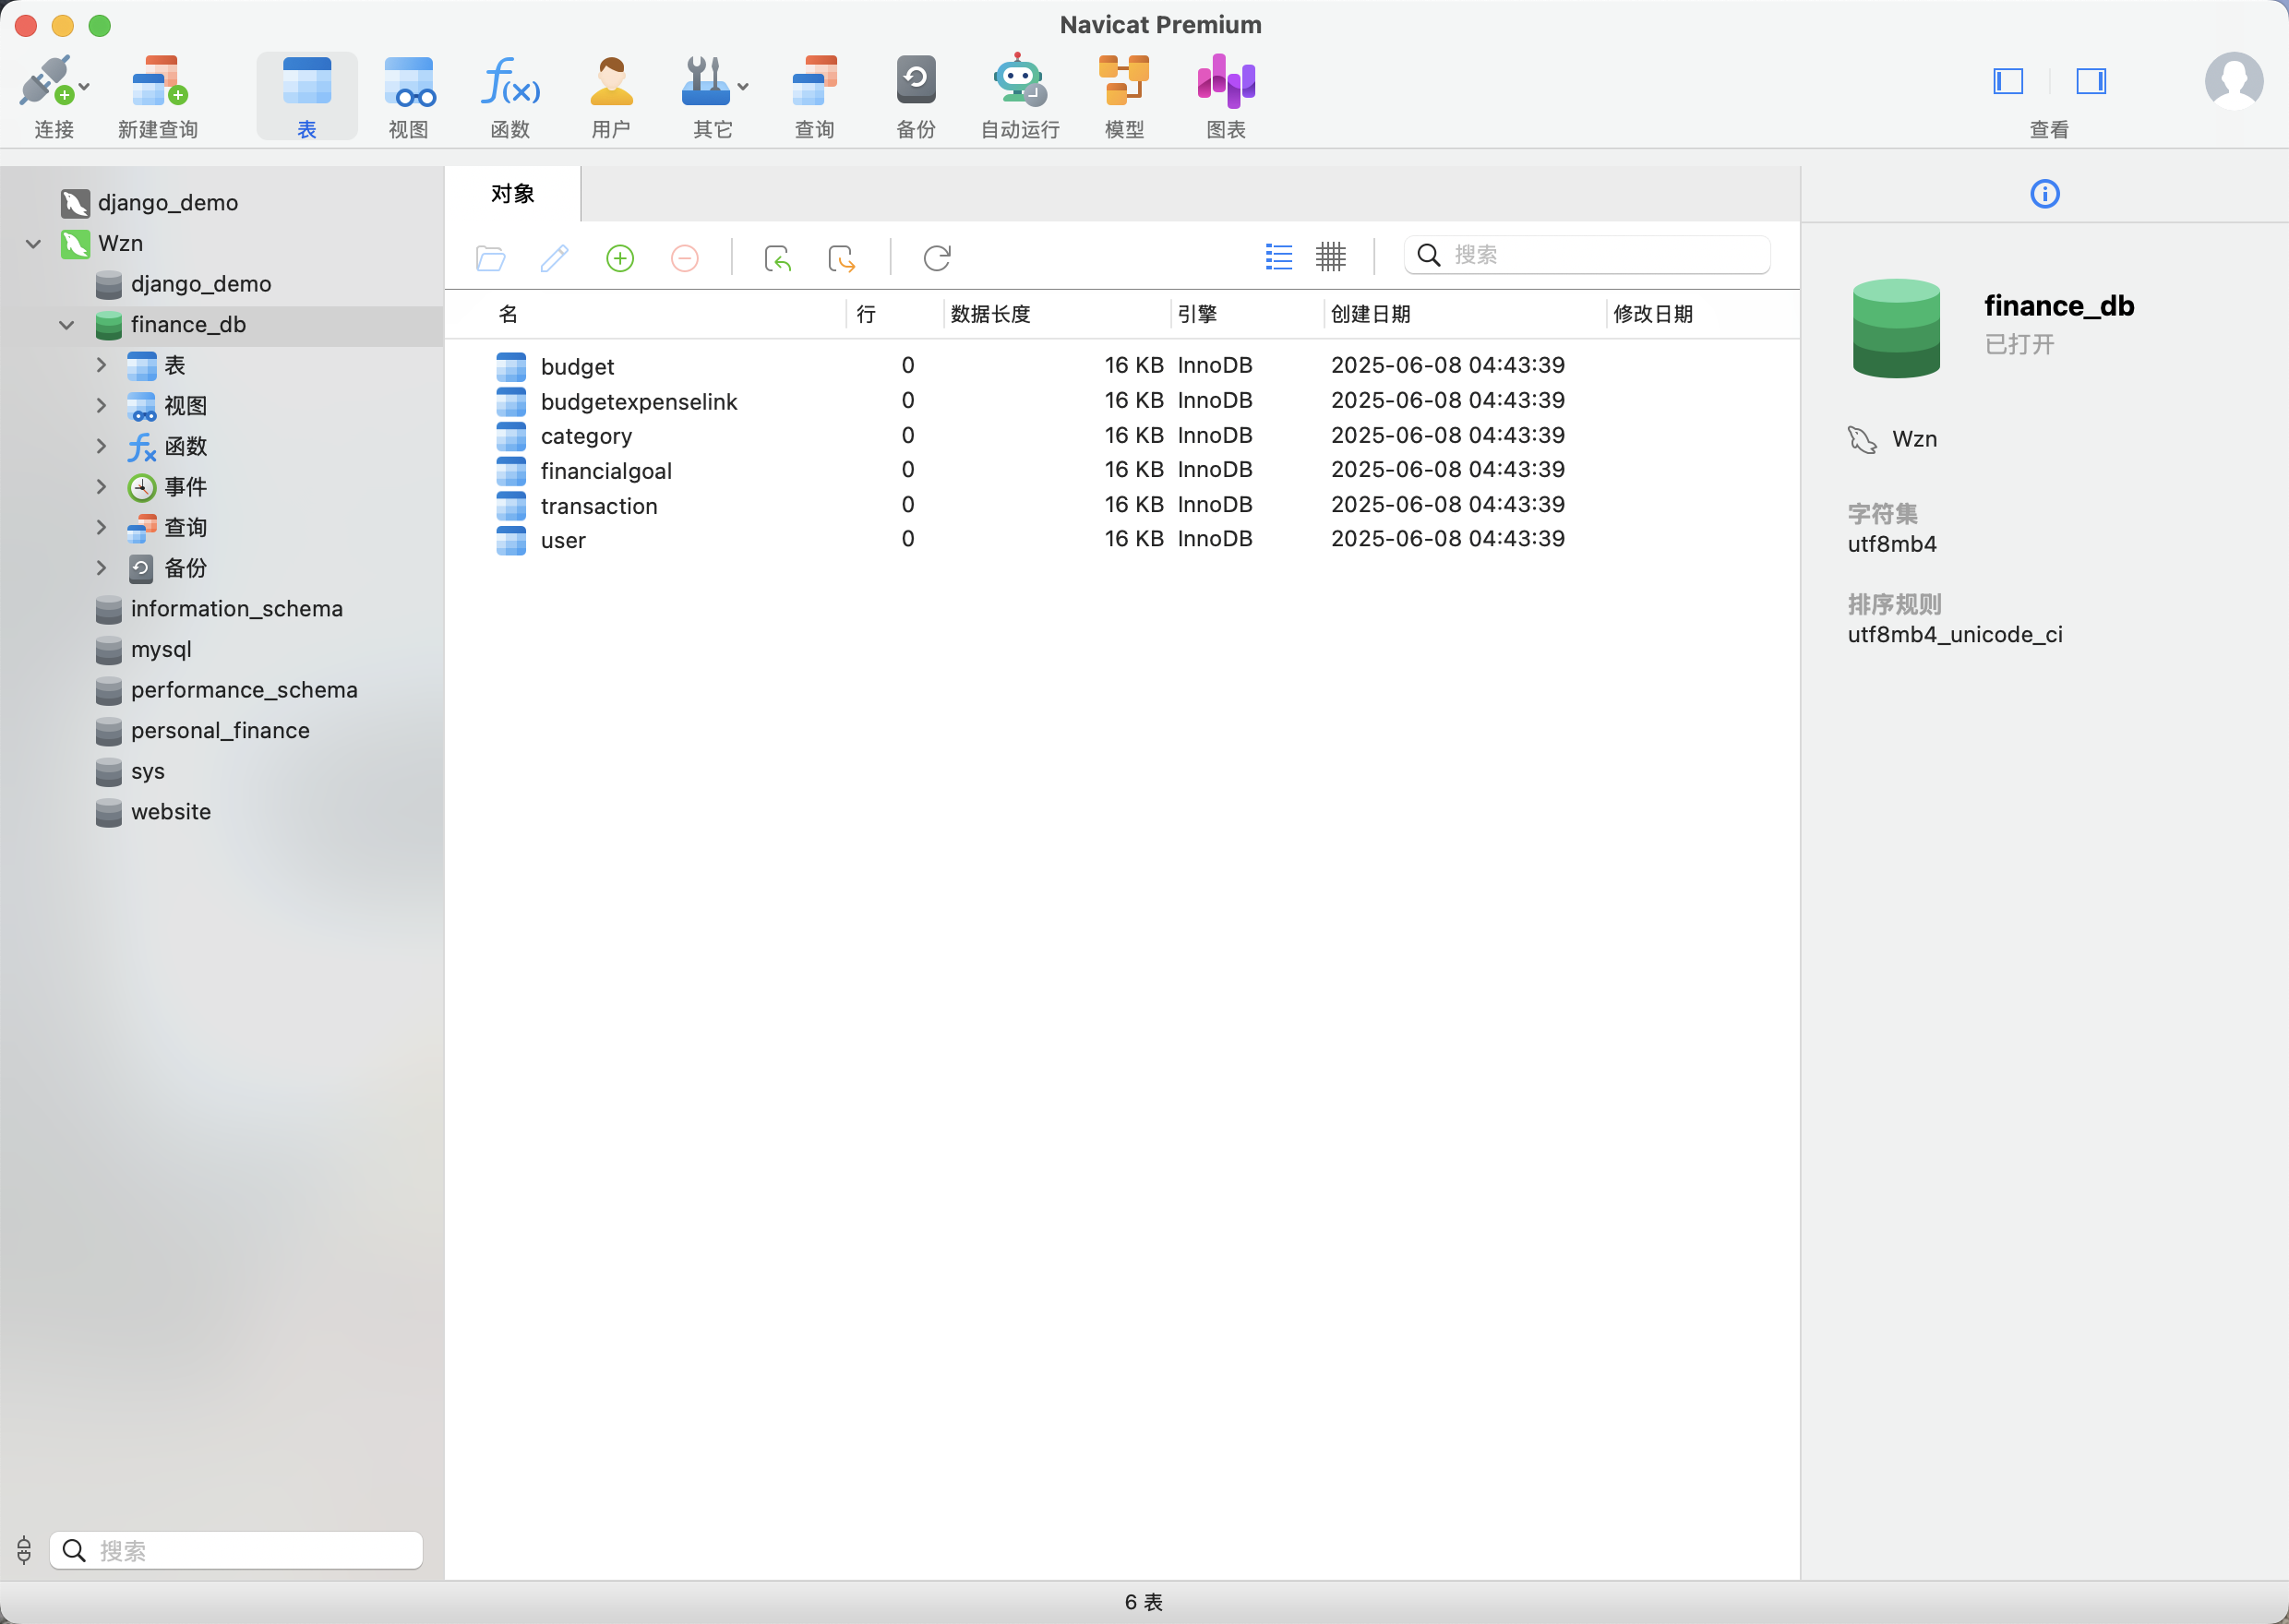 Navicat Premium
连接 新建查询 表 视图 函数 用户 其它 查询 备份 自动运行 模型 图表 查看
django_demo
Wzn
django_demo
finance_db
表
视图
函数
事件
查询
备份
information_schema
mysql
performance_schema
personal_finance
sys
website
搜索
对象
搜索
名 行 数据长度 引擎 创建日期 修改日期
budget 0 16 KB InnoDB 2025-06-08 04:43:39
budgetexpenselink 0 16 KB InnoDB 2025-06-08 04:43:39
category 0 16 KB InnoDB 2025-06-08 04:43:39
financialgoal 0 16 KB InnoDB 2025-06-08 04:43:39
transaction 0 16 KB InnoDB 2025-06-08 04:43:39
user 0 16 KB InnoDB 2025-06-08 04:43:39
finance_db
已打开
Wzn
字符集
utf8mb4
排序规则
utf8mb4_unicode_ci
6 表